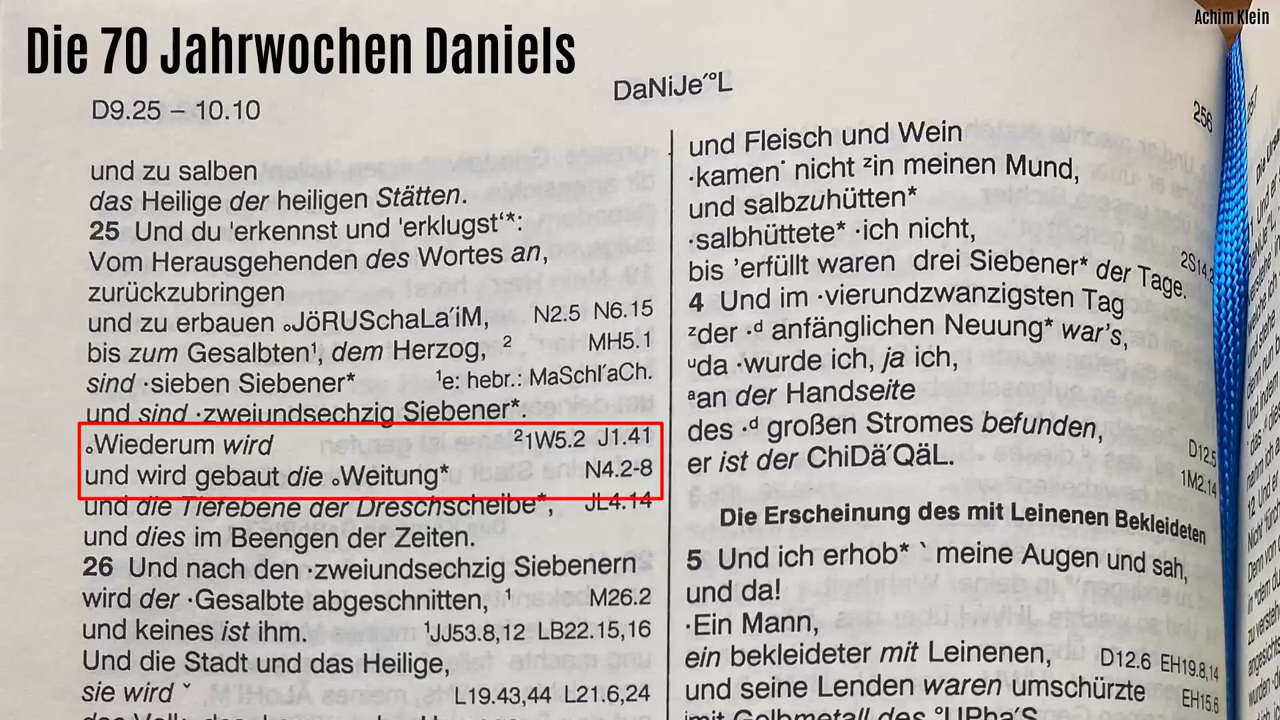 Die 70 Jahrwochen Daniels
Achim Klein
D9.25 – 10.10
DaNiJe´°L
256
und zu salben
das Heilige der heiligen Stätten.
25 Und du 'erkennst und 'erklugst‘*:
Vom Herausgehenden des Wortes an,
zurückzubringen
und zu erbauen ₒJöRUSchaLa´iM, N2.5 N6.15
bis zum Gesalbten¹, dem Herzog, ² MH5.1
sind ·sieben Siebener* ¹e: hebr.: MaSchl´aCh.
und sind ·zweiundsechzig Siebener*.
ₒWiederum wird ²1W5.2 J1.41
und wird gebaut die ₒWeitung* N4.2-8
und die Tiefebene der Dreschscheibe*, JL4.14
und dies im Beengen der Zeiten.
26 Und nach den ·zweiundsechzig Siebenern
wird der ·Gesalbte abgeschnitten, ¹ M26.2
und keines ist ihm. ¹JJ53.8,12 LB22.15,16
Und die Stadt und das Heilige,
sie wird ˇ L19.43,44 L21.6,24
und Fleisch und Wein
·kamen˙ nicht ᶻin meinen Mund,
und salbzuhütten*
·salbhüttete* ·ich nicht,
bis ’erfüllt waren drei Siebener* der Tage. 2S14.2
4 Und im ·vierundzwanzigsten Tag
ᶻder ·ᵈ anfänglichen Neuung* war’s,
ᵘda ·wurde ich, ja ich,
ᵃan der Handseite
des ·ᵈ großen Stromes befunden, D12.5
er ist der ChiDä´QäL. 1M2.14
Die Erscheinung des mit Leinenen Bekleideten
5 Und ich erhob* ` meine Augen und sah,
und da!
·Ein Mann,
ein bekleideter mit Leinenen, D12.6 EH19.8,14
und seine Lenden waren umschürzte EH15.6
mit Golbmetall des °UPha´S